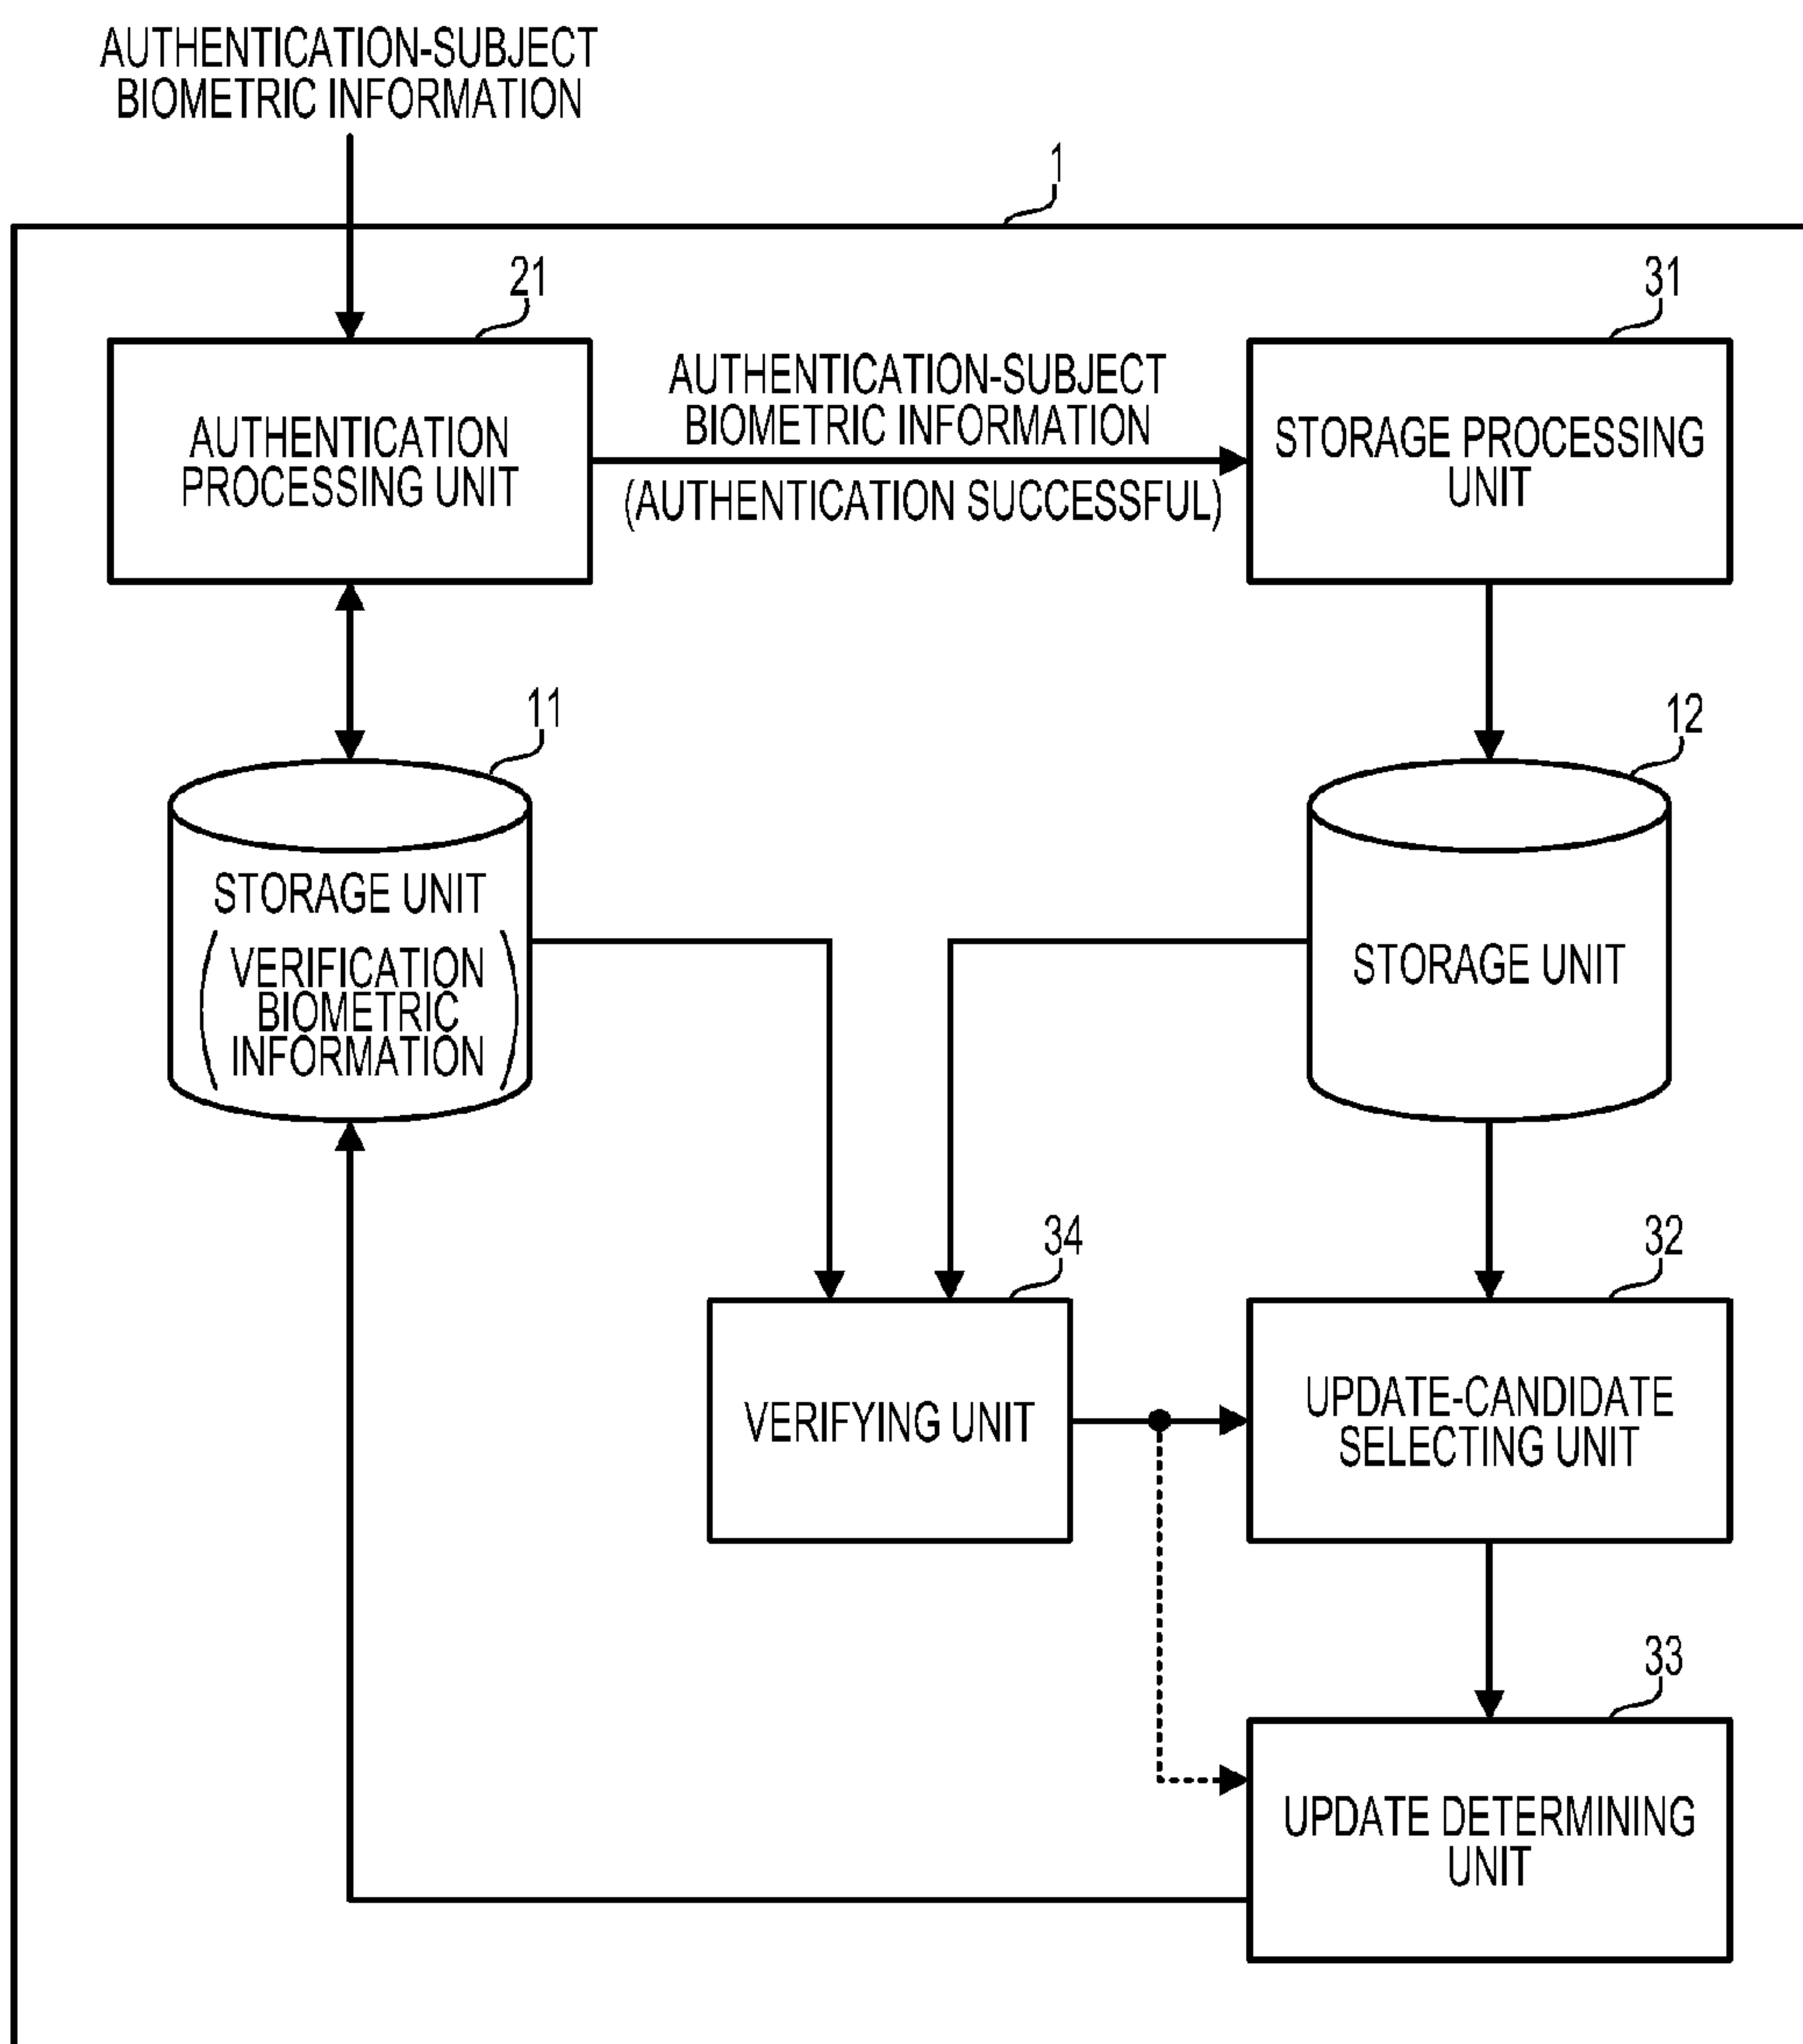 AUTHENTICATION-SUBJECT
BIOMETRIC INFORMATION
1
21
31
AUTHENTICATION
PROCESSING UNIT
AUTHENTICATION-SUBJECT
BIOMETRIC INFORMATION
(AUTHENTICATION SUCCESSFUL)
STORAGE PROCESSING
UNIT
11
12
STORAGE UNIT
(VERIFICATION
BIOMETRIC
INFORMATION)
STORAGE UNIT
34
32
VERIFYING UNIT
UPDATE-CANDIDATE
SELECTING UNIT
33
UPDATE DETERMINING
UNIT